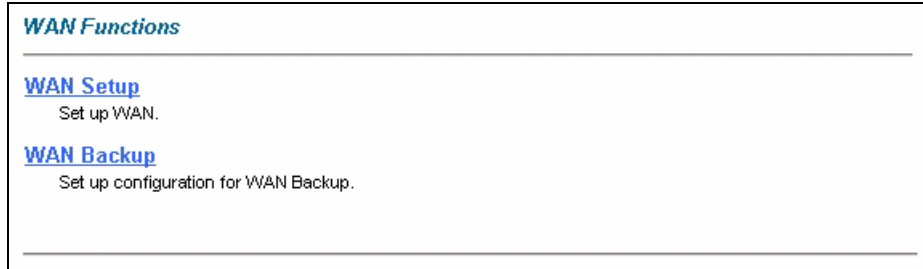 WAN Functions
WAN Setup
Set up WAN.
WAN Backup
Set up configuration for WAN Backup.